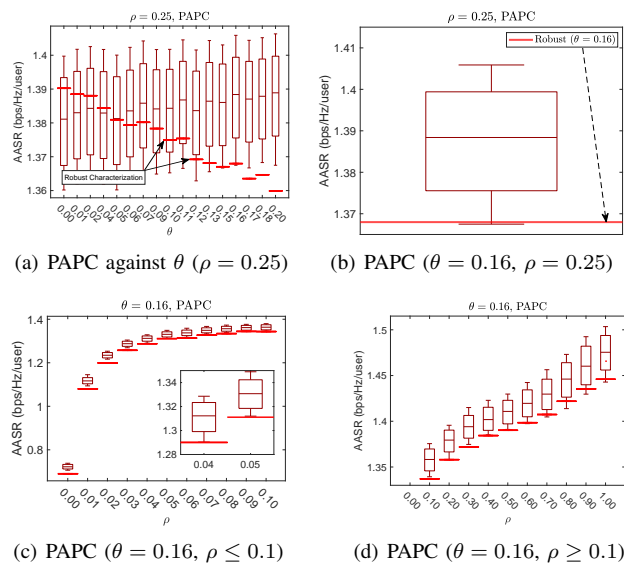 ρ = 0.25, PAPC
AASR (bps/Hz/user)
1.4
1.39
1.38
1.37
1.36
Robust Characterization
0.00 0.01 0.02 0.04 0.05 0.06 0.07 0.09 0.10 0.11 0.12 0.13 0.15 0.16 0.17 0.18 0.20
θ
(a) PAPC against θ (ρ = 0.25)
ρ = 0.25, PAPC
AASR (bps/Hz/user)
1.41
1.4
1.39
1.38
1.37
Robust (θ = 0.16)
(b) PAPC (θ = 0.16, ρ = 0.25)
θ = 0.16, PAPC
AASR (bps/Hz/user)
1.4
1.2
1
0.8
1.34
1.32
1.3
1.28
0.04 0.05
0.00 0.01 0.02 0.03 0.04 0.05 0.06 0.07 0.08 0.09 0.10
ρ
(c) PAPC (θ = 0.16, ρ ≤ 0.1)
θ = 0.16, PAPC
AASR (bps/Hz/user)
1.5
1.45
1.4
1.35
0.00 0.10 0.20 0.30 0.40 0.50 0.60 0.70 0.80 0.90 1.00
ρ
(d) PAPC (θ = 0.16, ρ ≥ 0.1)